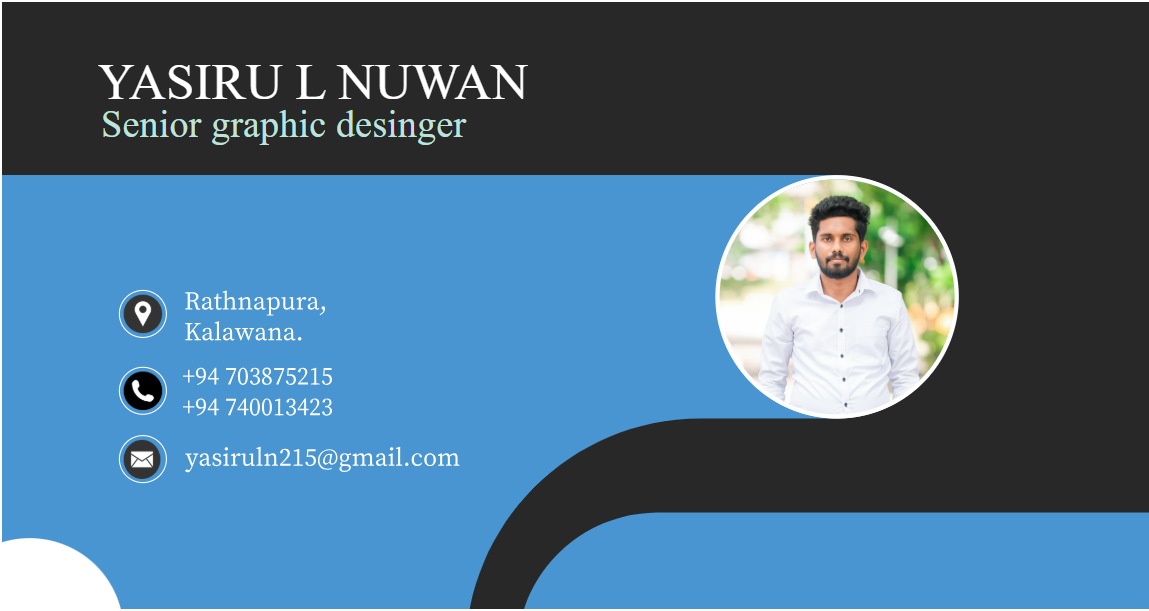 YASIRU L NUWAN
Senior graphic desinger
Rathnapura,
Kalawana.
+94 703875215
+94 740013423
yasiruln215@gmail.com